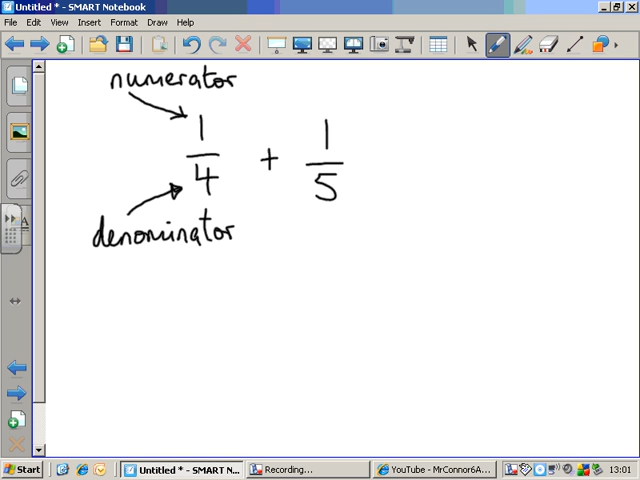 Untitled * - SMART Notebook
File Edit View Insert Format Draw Help
numerator
1/4 + 1/5
denominator
Start
Untitled * - SMART N...
Recording...
YouTube - MrConnor6A...
13:01